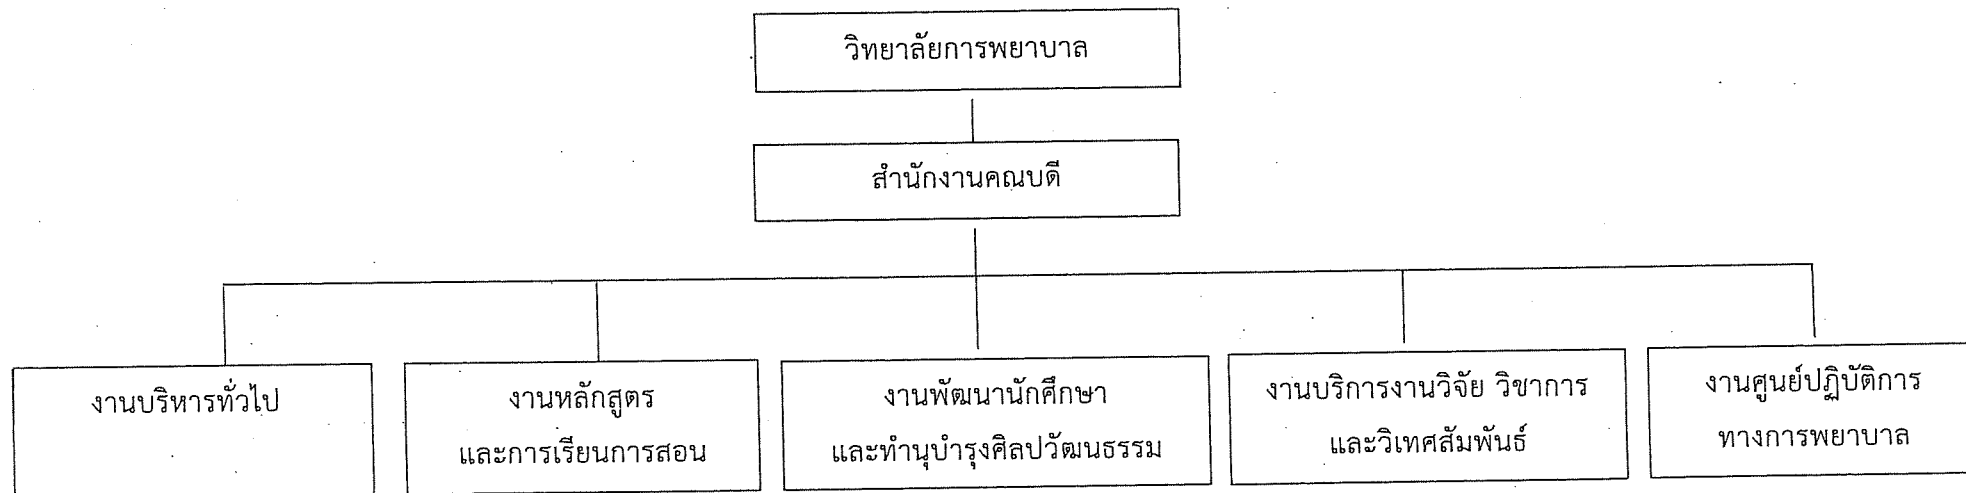 วิทยาลัยการพยาบาล
สำนักงานคณบดี
งานบริหารทั่วไป
งานหลักสูตร
และการเรียนการสอน
งานพัฒนานักศึกษา
และทำนุบำรุงศิลปวัฒนธรรม
งานบริการงานวิจัย วิชาการ
และวิเทศสัมพันธ์
งานศูนย์ปฏิบัติการ
ทางการพยาบาล